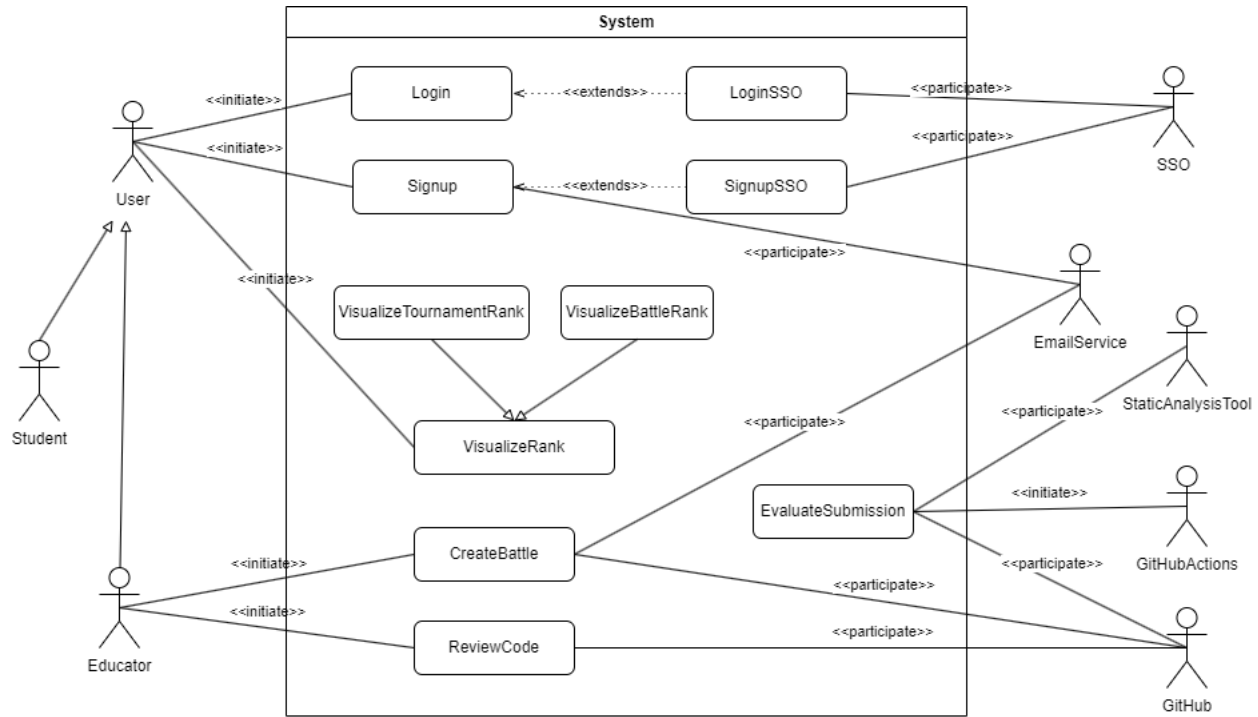 System
<<initiate>>
Login
<<extends>>
LoginSSO
<<participate>>
SSO
User
<<initiate>>
Signup
<<extends>>
SignupSSO
<<participate>>
<<participate>>
<<initiate>>
VisualizeTournamentRank
VisualizeBattleRank
EmailService
StaticAnalysisTool
Student
VisualizeRank
<<participate>>
<<participate>>
EvaluateSubmission
<<initiate>>
GitHubActions
<<initiate>>
CreateBattle
<<participate>>
<<participate>>
<<initiate>>
ReviewCode
<<participate>>
Educator
GitHub